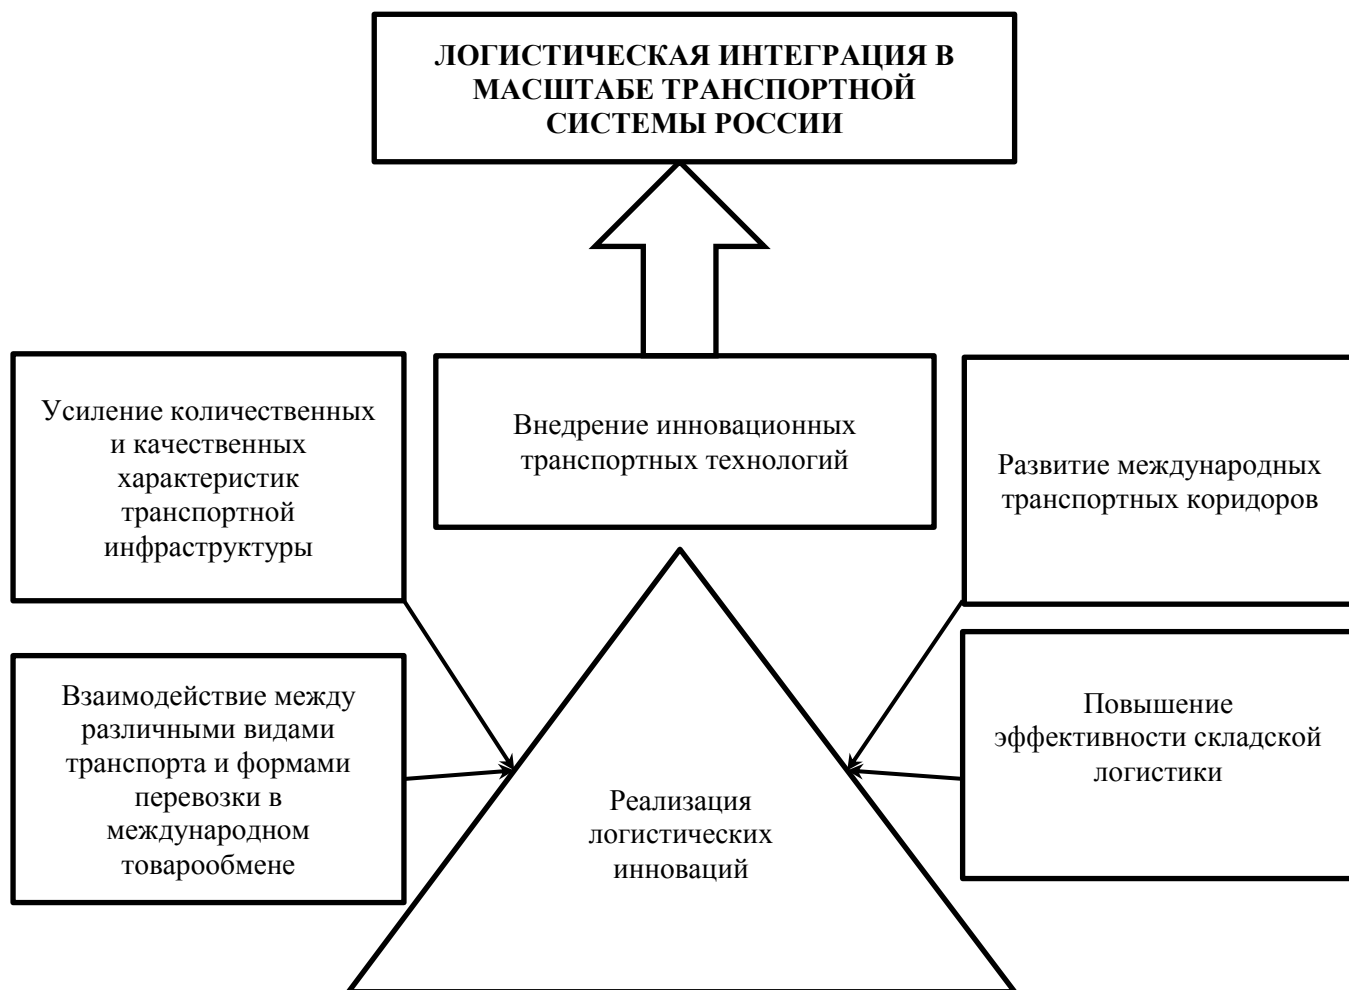 ЛОГИСТИЧЕСКАЯ ИНТЕГРАЦИЯ В
МАСШТАБЕ ТРАНСПОРТНОЙ
СИСТЕМЫ РОССИИ
Усиление количественных
и качественных
характеристик
транспортной
инфраструктуры
Внедрение инновационных
транспортных технологий
Развитие международных
транспортных коридоров
Взаимодействие между
различными видами
транспорта и формами
перевозки в
международном
товарообмене
Реализация
логистических
инноваций
Повышение
эффективности складской
логистики